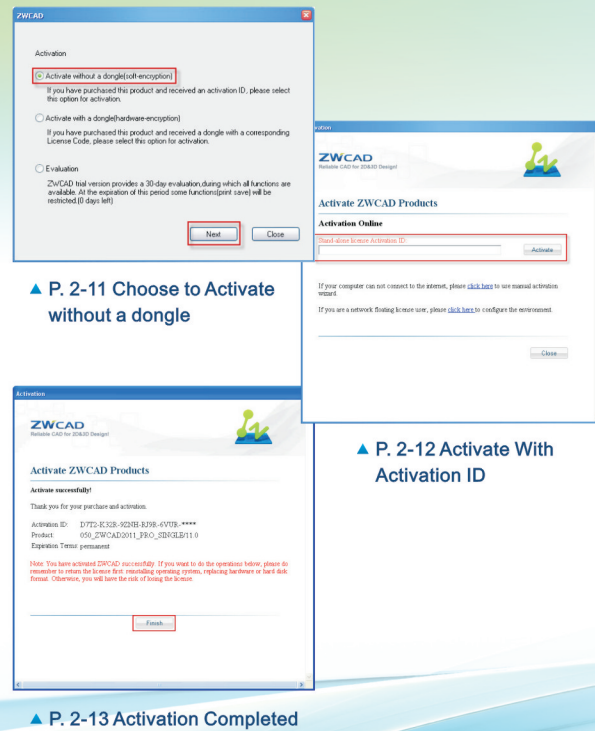 ZWCAD
Activation
Activate without a dongle(soft-encryption)
If you have purchased this product and received an activation ID, please select
this option for activation.
Activate with a dongle(hardware-encryption)
If you have purchased this product and received a dongle with a corresponding
License Code, please select this option for activation.
Evaluation
ZWCAD trial version provides a 30-day evaluation,during which all functions are
available. At the expiration of this period some functions(print save) will be
restricted.(0 days left)
Next
Close
▲ P. 2-11 Choose to Activate
without a dongle
vation
ZWCAD
Reliable CAD for 2D&3D Design!
Activate ZWCAD Products
Activation Online
Stand-alone license Activation ID:
Activate
If your computer can not connect to the internet, please click here to use manual activation
wizard.
If you are a network floating license user, please click here to configure the environment.
Close
▲ P. 2-12 Activate With
Activation ID
Activation
ZWCAD
Reliable CAD for 2D&3D Design!
Activate ZWCAD Products
Activate successfully!
Thank you for your purchase and activation.
Activation ID: D7T2-K32R-9ZNH-RJ9R-6VUR-****
Product: 050_ZWCAD2011_PRO_SINGLE/11.0
Expiration Terms: permanent
Note: You have activated ZWCAD successfully. If you want to do the operations below, please do
remember to return the license first: reinstalling operating system, replacing hardware or hard disk
format. Otherwise, you will have the risk of losing the license.
Finish
▲ P. 2-13 Activation Completed